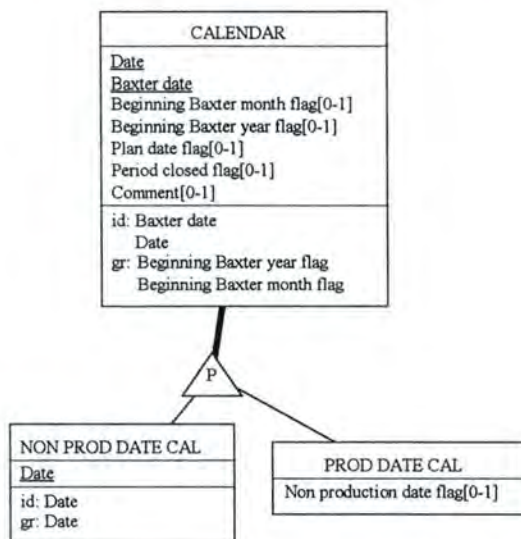 CALENDAR
Date
Baxter date
Beginning Baxter month flag[0-1]
Beginning Baxter year flag[0-1]
Plan date flag[0-1]
Period closed flag[0-1]
Comment[0-1]
id: Baxter date
Date
gr: Beginning Baxter year flag
Beginning Baxter month flag
P
NON PROD DATE CAL
Date
id: Date
gr: Date
PROD DATE CAL
Non production date flag[0-1]